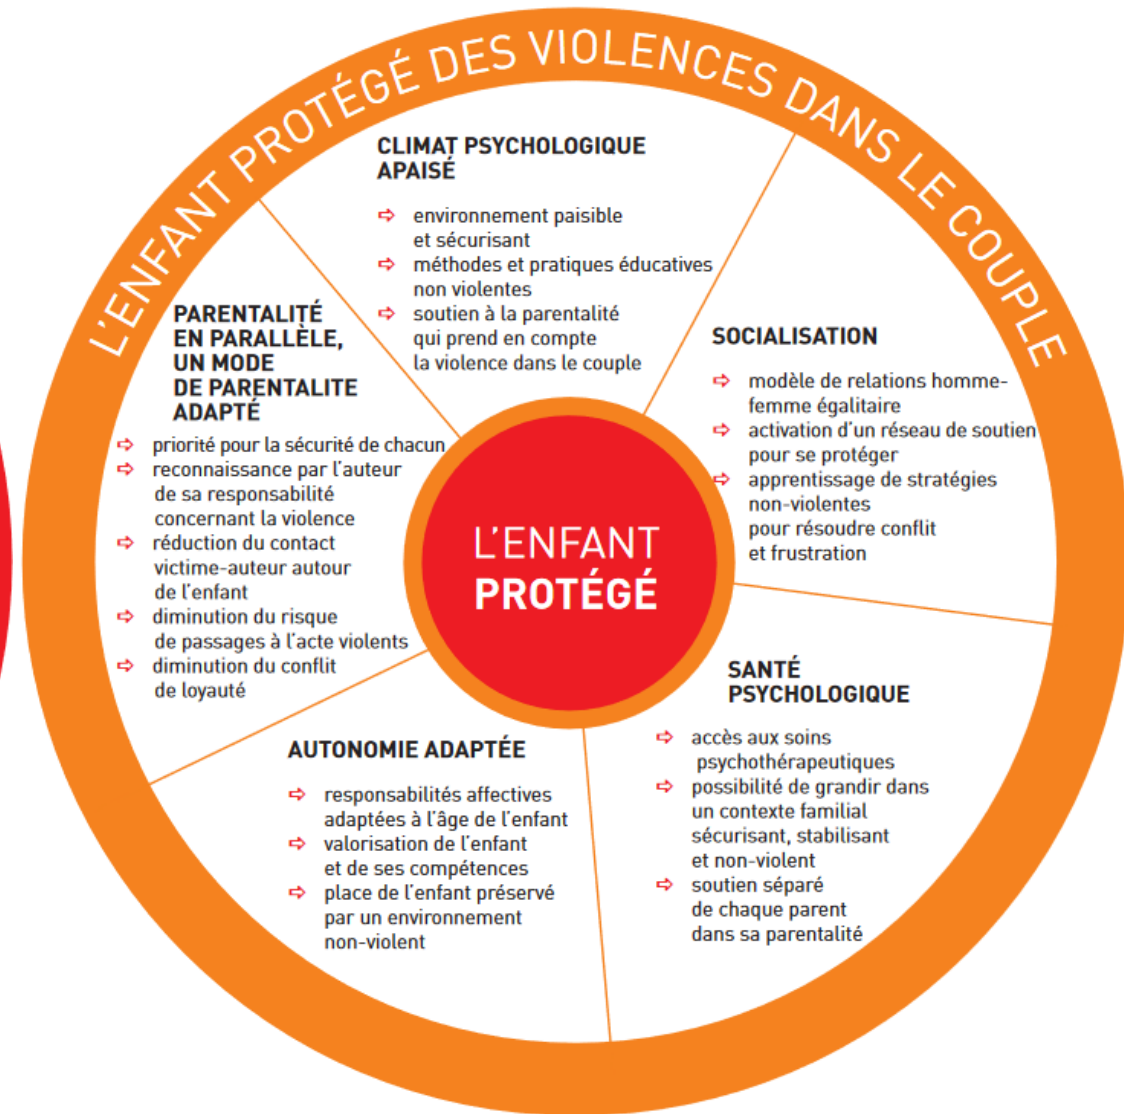 L'ENFANT PROTÉGÉ DES VIOLENCES DANS LE COUPLE
CLIMAT PSYCHOLOGIQUE
APAISÉ
⇨ environnement paisible
et sécurisant
⇨ méthodes et pratiques éducatives
non violentes
⇨ soutien à la parentalité
qui prend en compte
la violence dans le couple
SOCIALISATION
⇨ modèle de relations homme-
femme égalitaire
⇨ activation d'un réseau de soutien
pour se protéger
⇨ apprentissage de stratégies
non-violentes
pour résoudre conflit
et frustration
SANTÉ
PSYCHOLOGIQUE
⇨ accès aux soins
psychothérapeutiques
⇨ possibilité de grandir dans
un contexte familial
sécurisant, stabilisant
et non-violent
⇨ soutien séparé
de chaque parent
dans sa parentalité
AUTONOMIE ADAPTÉE
⇨ responsabilités affectives
adaptées à l'âge de l'enfant
⇨ valorisation de l'enfant
et de ses compétences
⇨ place de l'enfant préservé
par un environnement
non-violent
PARENTALITÉ
EN PARALLÈLE,
UN MODE
DE PARENTALITE
ADAPTÉ
⇨ priorité pour la sécurité de chacun
⇨ reconnaissance par l'auteur
de sa responsabilité
concernant la violence
⇨ réduction du contact
victime-auteur autour
de l'enfant
⇨ diminution du risque
de passages à l'acte violents
⇨ diminution du conflit
de loyauté
L'ENFANT
PROTÉGÉ